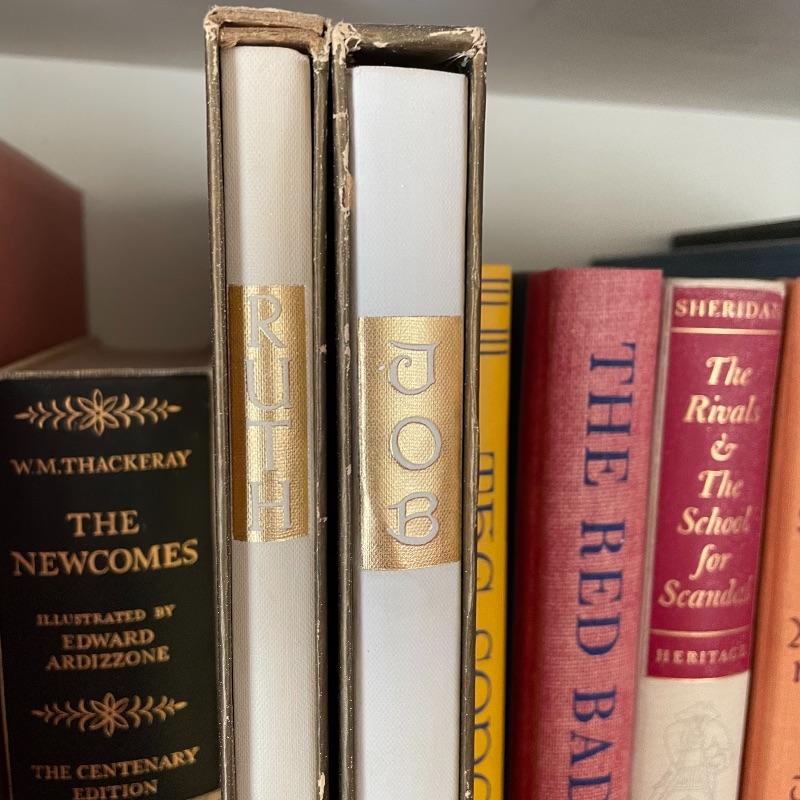 W.M.THACKERAY
THE
NEWCOMES
ILLUSTRATED BY
EDWARD
ARDIZZONE
THE CENTENARY
EDITION
RUTH
JOB
THE RED
SHERIDAN
The
Rivals
&
The
School
for
Scandal
HERITAGE